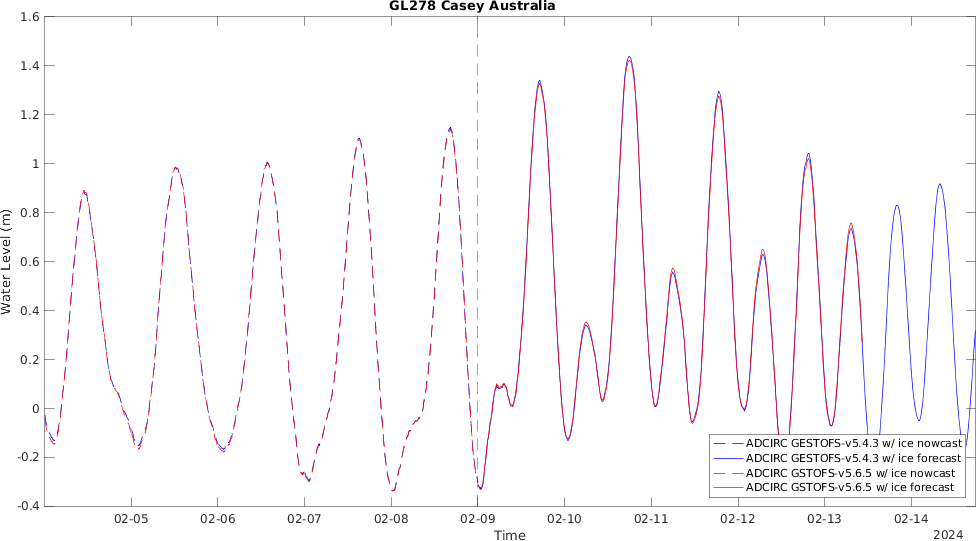 GL278 Casey Australia
1.6
1.4
1.2
1
0.8
0.6
0.4
0.2
0
-0.2
-0.4
Water Level (m)
ADCIRC GESTOFS-v5.4.3 w/ ice nowcast
ADCIRC GESTOFS-v5.4.3 w/ ice forecast
ADCIRC GSTOFS-v5.6.5 w/ ice nowcast
ADCIRC GSTOFS-v5.6.5 w/ ice forecast
02-05 02-06 02-07 02-08 02-09 02-10 02-11 02-12 02-13 02-14
Time
2024